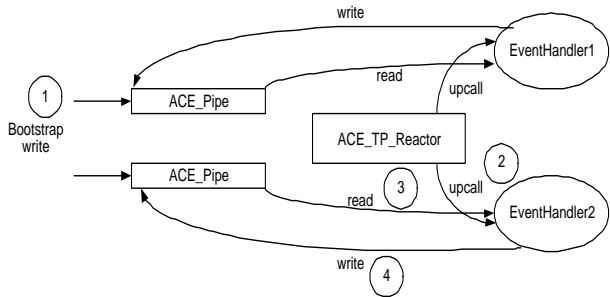 write
EventHandler1
read
upcall
1
ACE_Pipe
Bootstrap
write
ACE_TP_Reactor
2
ACE_Pipe
3
upcall
read
EventHandler2
write
4